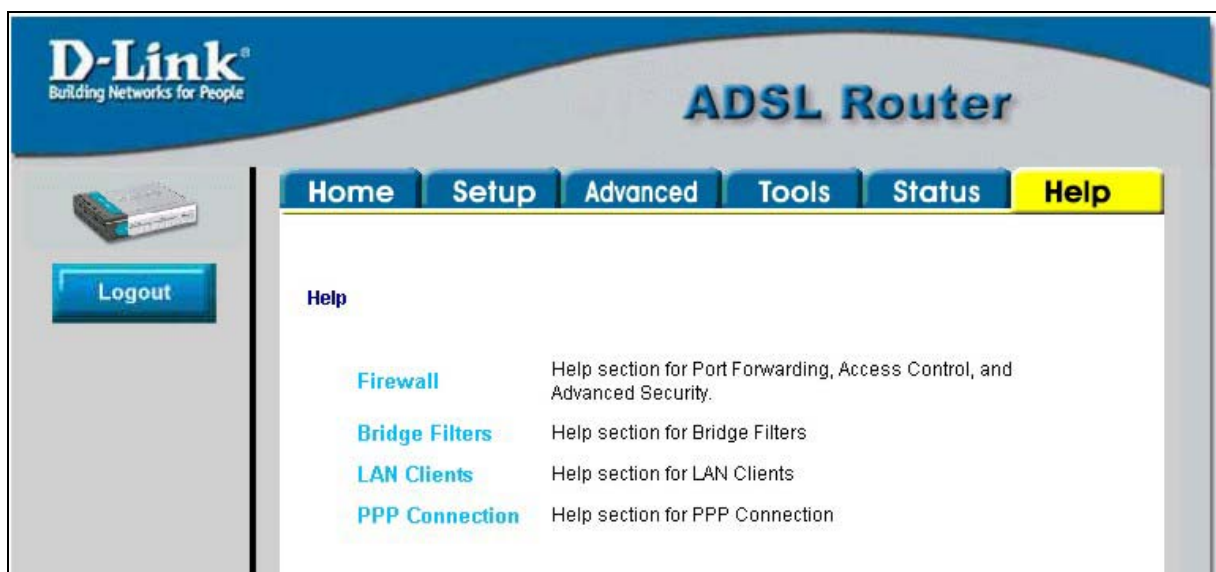 D-Link®
Building Networks for People
ADSL Router
Home Setup Advanced Tools Status Help
Logout
Help
Firewall Help section for Port Forwarding, Access Control, and
Advanced Security.
Bridge Filters Help section for Bridge Filters
LAN Clients Help section for LAN Clients
PPP Connection Help section for PPP Connection